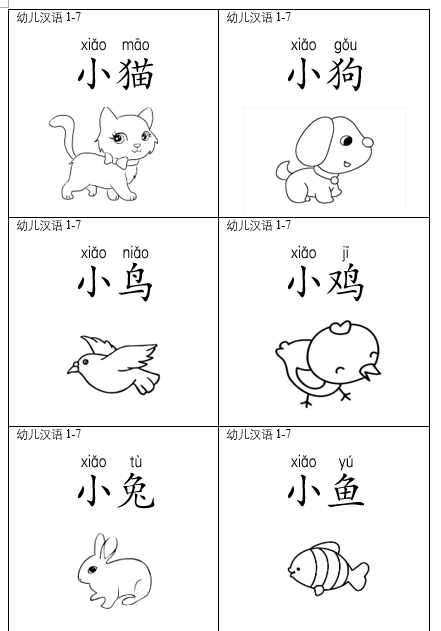 幼儿汉语 1-7
xiǎo māo
小猫
幼儿汉语 1-7
xiǎo gǒu
小狗
幼儿汉语 1-7
xiǎo niǎo
小鸟
幼儿汉语 1-7
xiǎo jī
小鸡
幼儿汉语 1-7
xiǎo tù
小兔
幼儿汉语 1-7
xiǎo yú
小鱼